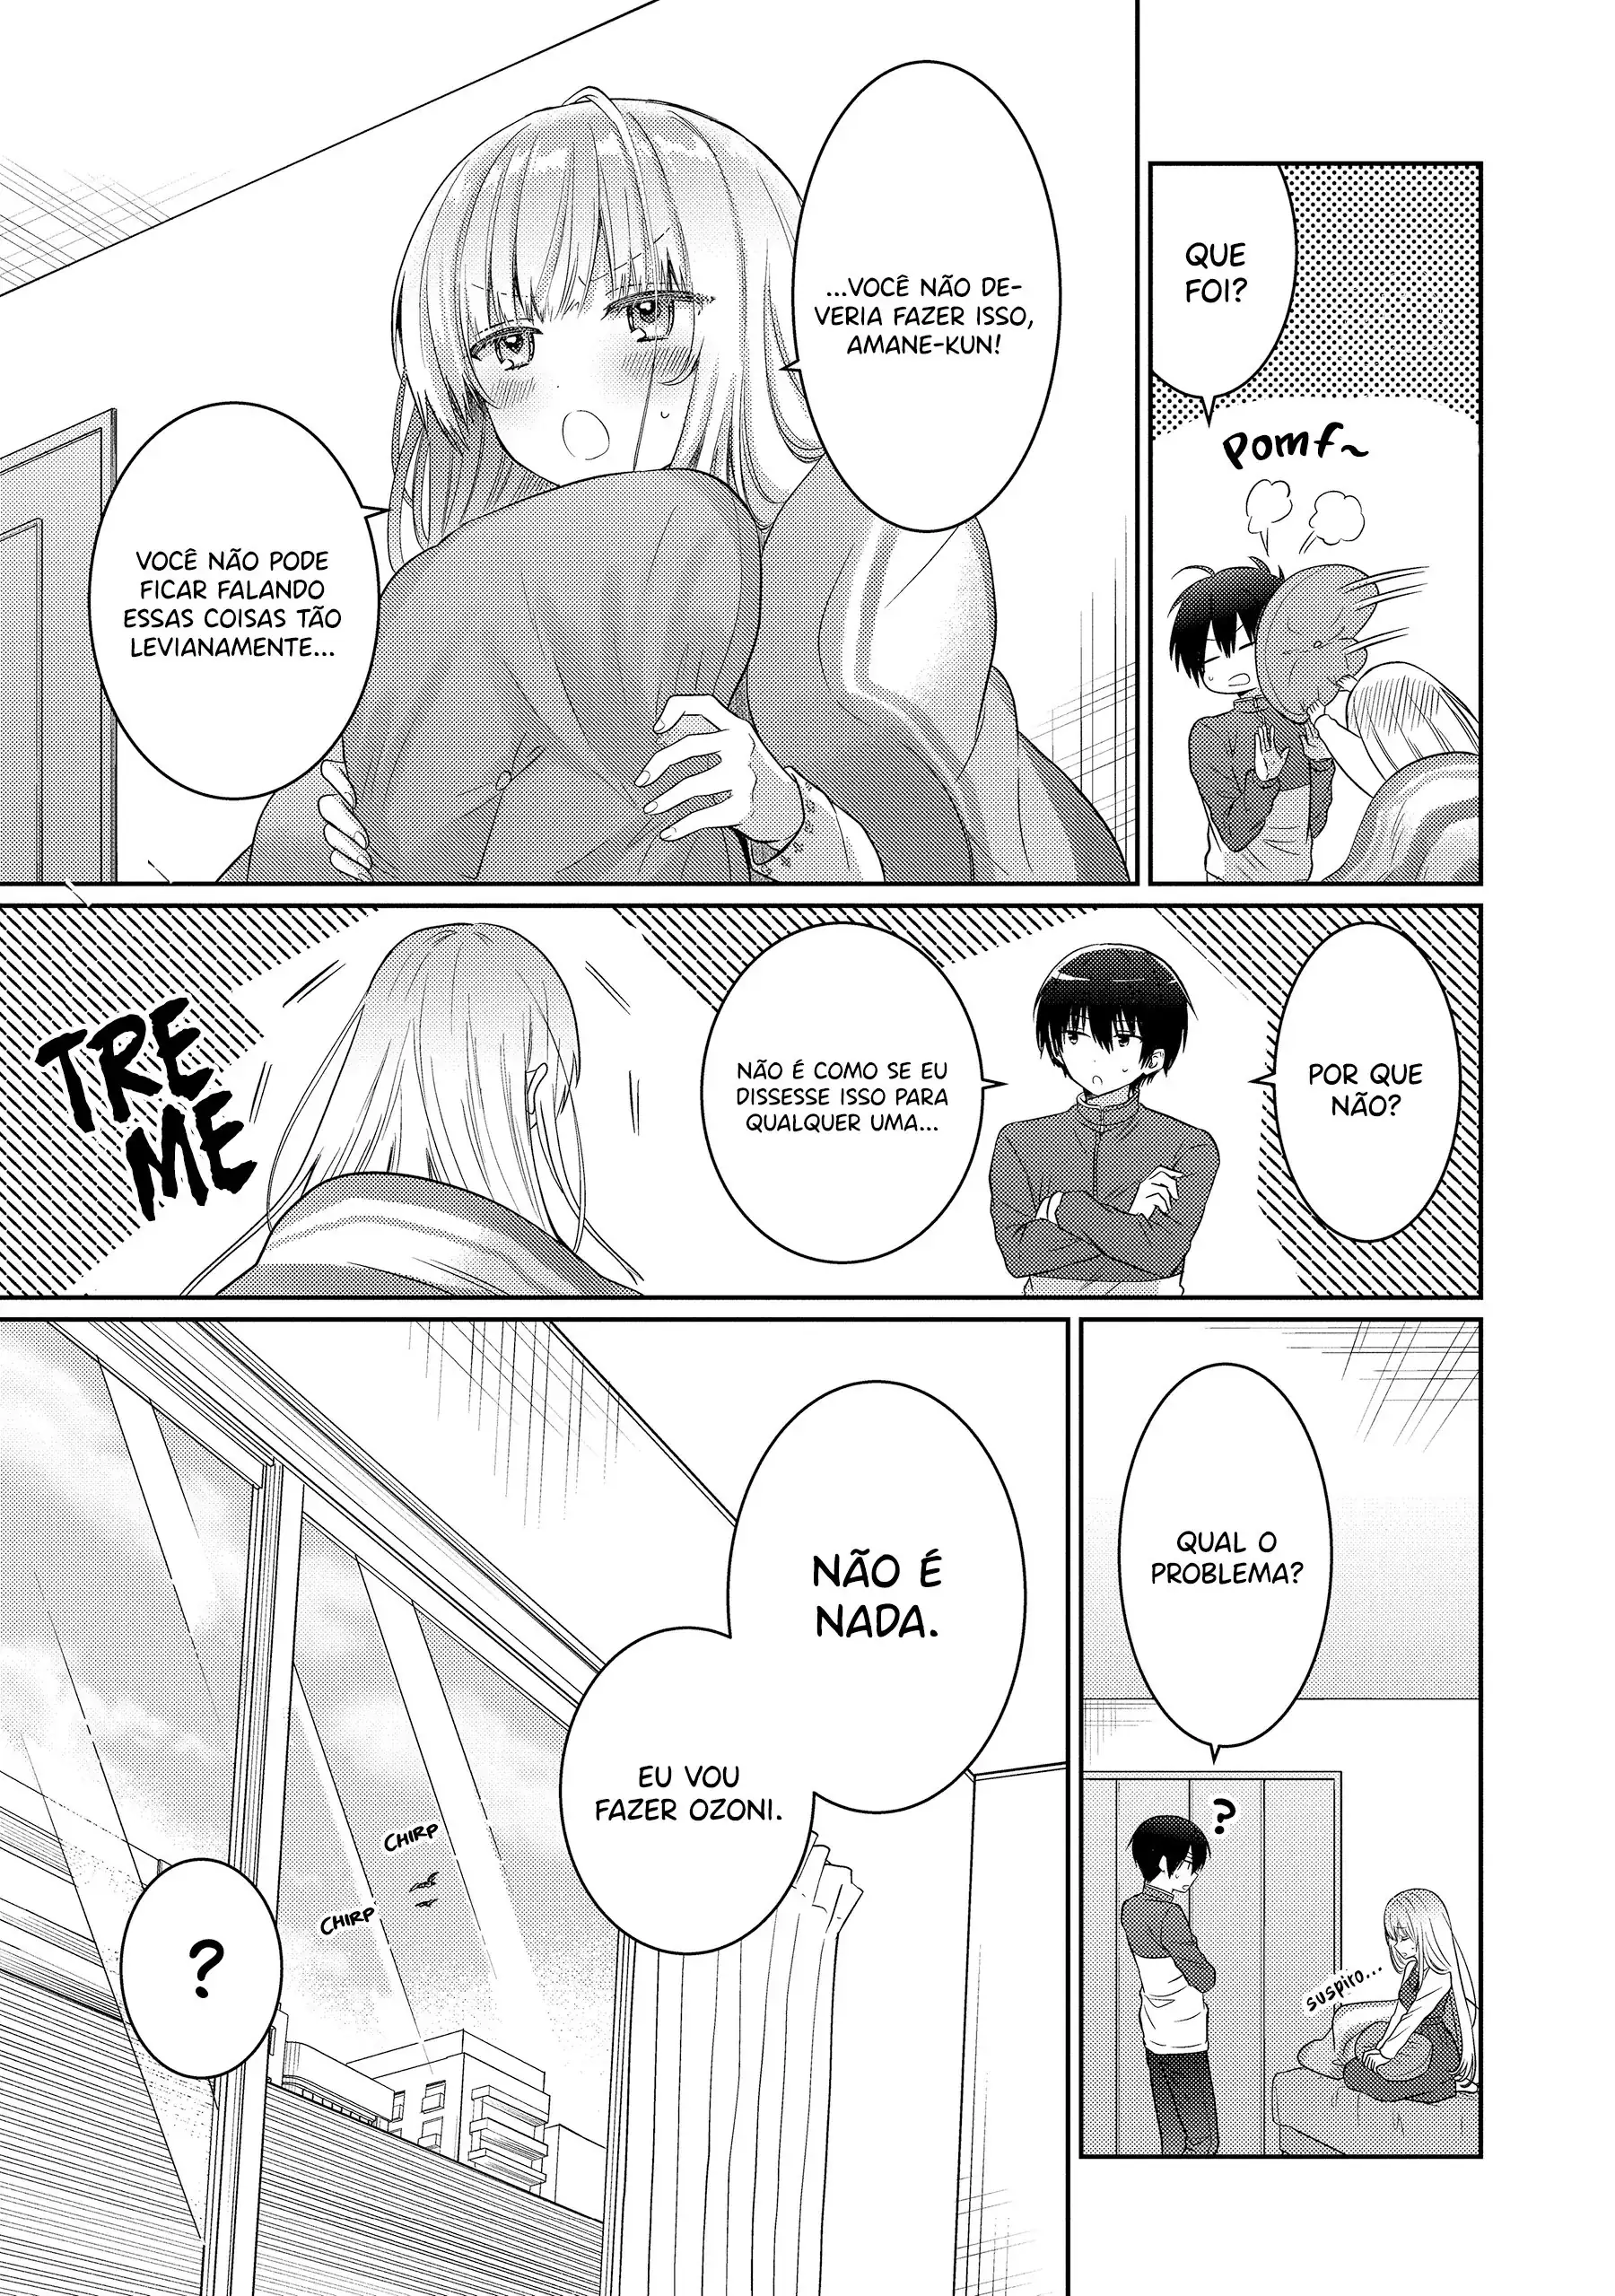 QUE
FOI?
POMF~
...VOCÊ NÃO DE-
VERIA FAZER ISSO,
AMANE-KUN!
VOCÊ NÃO PODE
FICAR FALANDO
ESSAS COISAS TÃO
LEVIANAMENTE...
POR QUE
NÃO?
NÃO É COMO SE EU
DISSESSE ISSO PARA
QUALQUER UMA...
TRE
ME
QUAL O
PROBLEMA?
?
SUSPIRO...
NÃO É
NADA.
EU VOU
FAZER OZONI.
CHIRP
CHIRP
?